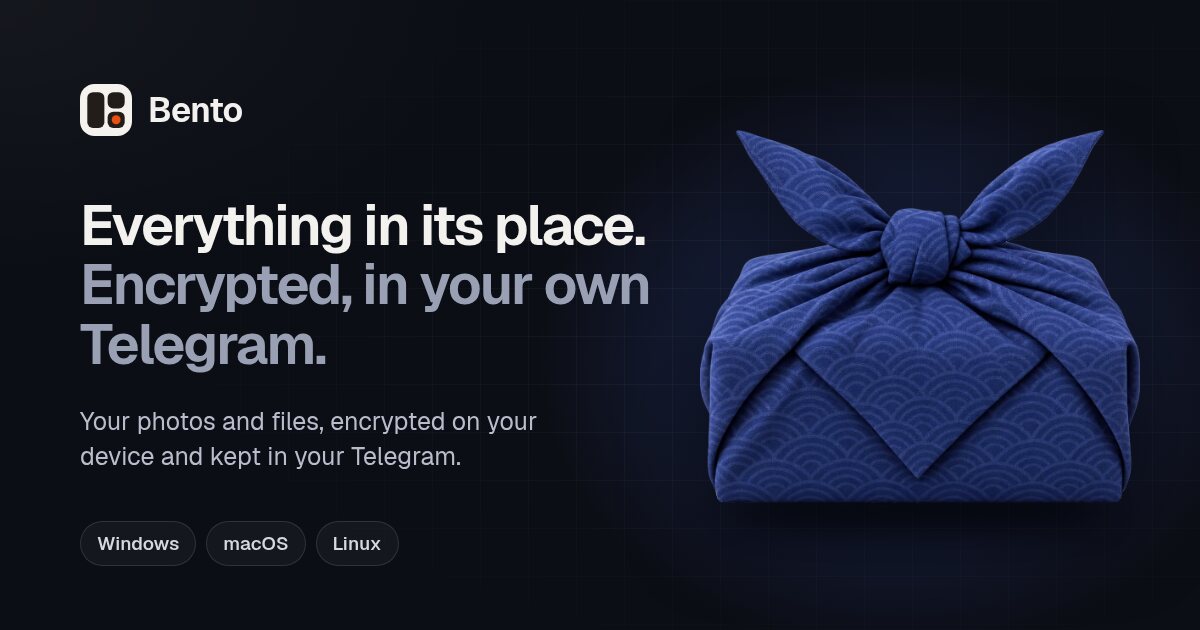 Bento
Everything in its place.
Encrypted, in your own
Telegram.
Your photos and files, encrypted on your
device and kept in your Telegram.
Windows
macOS
Linux